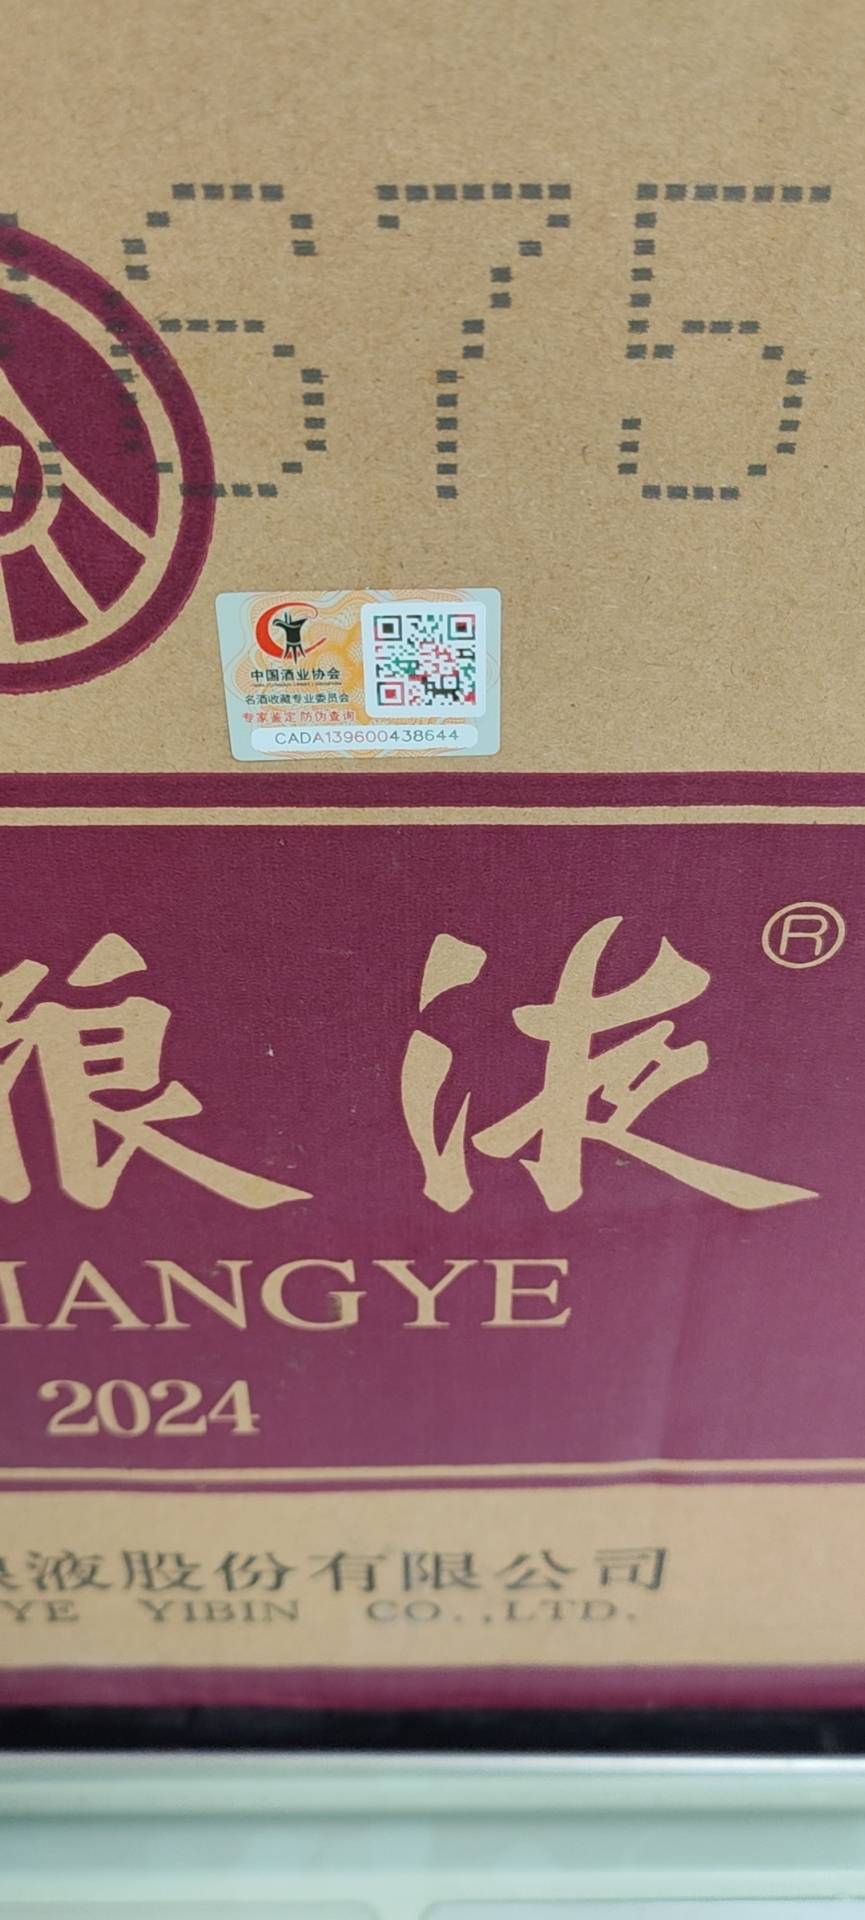 675
中国酒业协会
名酒收藏专业委员会
专家鉴定 防伪查询
CADA139600438644
粮液®
IANGYE
2024
液股份有限公司
YE YIBIN CO.,LTD.